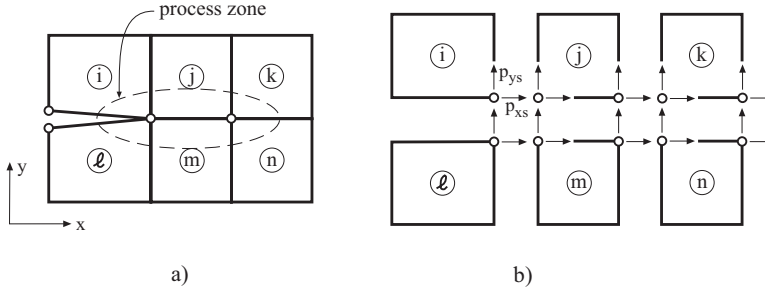 process zone
i j k
ℓ m n
y
x
a)
i j k
p_ys
p_xs
ℓ m n
b)